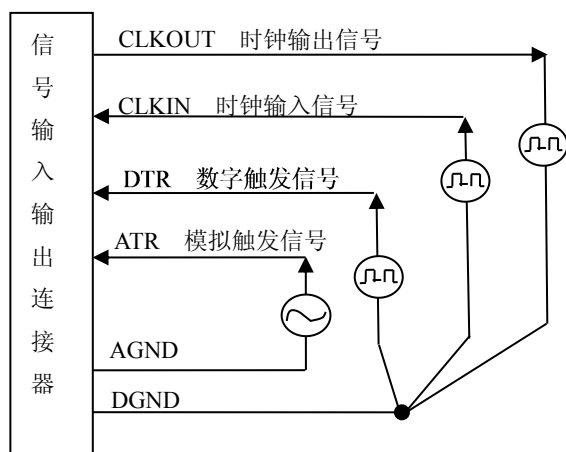 信号输入输出连接器
CLKOUT 时钟输出信号
CLKIN 时钟输入信号
DTR 数字触发信号
ATR 模拟触发信号
AGND
DGND